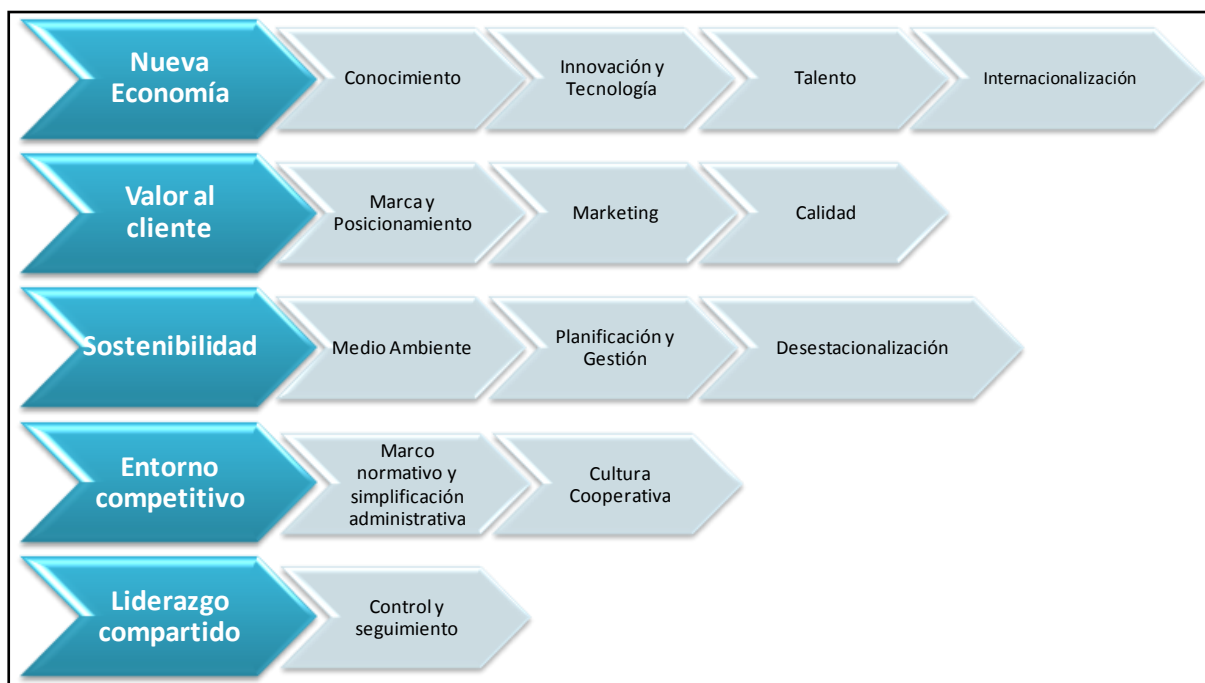 Nueva
Economía
Conocimiento
Innovación y
Tecnología
Talento
Internacionalización
Valor al
cliente
Marca y
Posicionamiento
Marketing
Calidad
Sostenibilidad
Medio Ambiente
Planificación y
Gestión
Desestacionalización
Entorno
competitivo
Marco
normativo y
simplificación
administrativa
Cultura
Cooperativa
Liderazgo
compartido
Control y
seguimiento